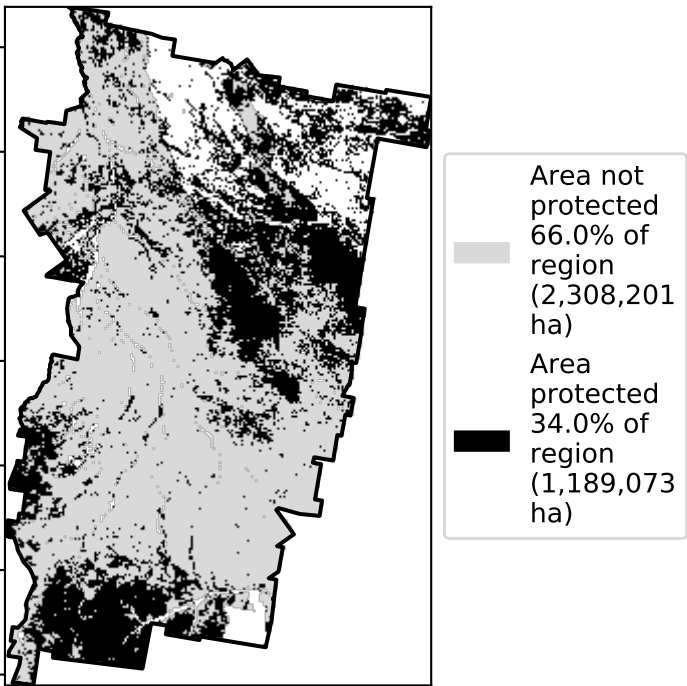 Area not
protected
66.0% of
region
(2,308,201
ha)
Area
protected
34.0% of
region
(1,189,073
ha)